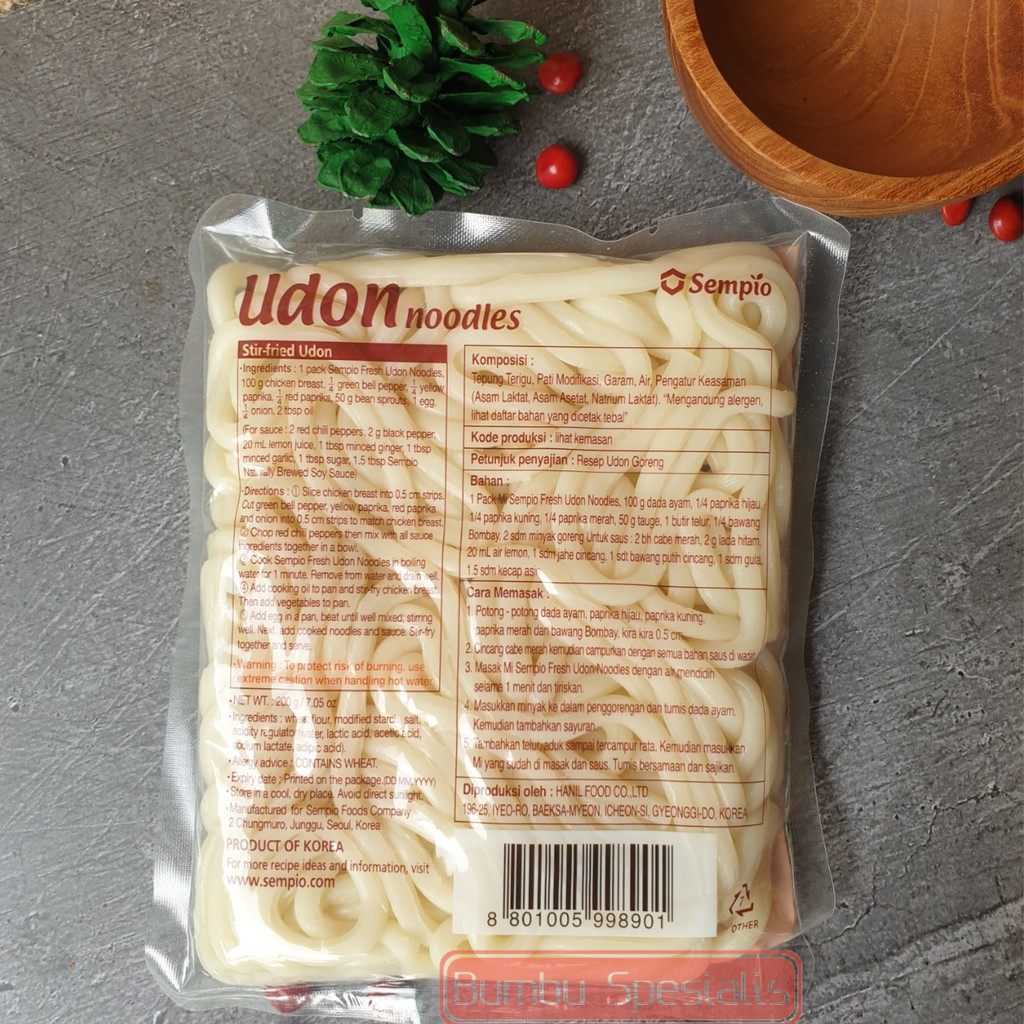 udon noodles
Sempio
Stir-fried Udon
•Ingredients : 1 pack Sempio Fresh Udon Noodles,
100 g chicken breast, 1/4 green bell pepper, 1/4 yellow
paprika, 1/4 red paprika, 50 g bean sprouts, 1 egg,
1/4 onion, 2 tbsp oil
(For sauce : 2 red chili peppers, 2 g black pepper,
20 mL lemon juice, 1 tbsp minced ginger, 1 tbsp
minced garlic, 1 tbsp sugar, 1.5 tbsp Sempio
Naturally Brewed Soy Sauce)
•Directions : ① Slice chicken breast into 0.5 cm strips.
Cut green bell pepper, yellow paprika, red paprika
and onion into 0.5 cm strips to match chicken breast.
② Chop red chili peppers then mix with all sauce
ingredients together in a bowl.
③ Cook Sempio Fresh Udon Noodles in boiling
water for 1 minute. Remove from water and drain well.
④ Add cooking oil to pan and stir-fry chicken breast.
Then add vegetables to pan.
⑤ Add egg in a pan, beat until well mixed; stirring
well. Next, add cooked noodles and sauce. Stir-fry
together and serve.
•Warning : To protect risk of burning, use
extreme caution when handling hot water.
•NET WT. : 200 g / 7.05 oz
•Ingredients : wheat flour, modified starch, salt,
acidity regulator(water, lactic acid, acetic acid,
sodium lactate, adipic acid).
•Allergy advice : CONTAINS WHEAT.
•Expiry date : Printed on the package.(DD.MM.YYYY)
•Store in a cool, dry place. Avoid direct sunlight.
•Manufactured for Sempio Foods Company
2 Chungmuro, Junggu, Seoul, Korea
PRODUCT OF KOREA
For more recipe ideas and information, visit
www.sempio.com
Komposisi :
Tepung Terigu, Pati Modifikasi, Garam, Air, Pengatur Keasaman
(Asam Laktat, Asam Asetat, Natrium Laktat). "Mengandung alergen,
lihat daftar bahan yang dicetak tebal"
Kode produksi : lihat kemasan
Petunjuk penyajian : Resep Udon Goreng
Bahan :
1 Pack Mi Sempio Fresh Udon Noodles, 100 g dada ayam, 1/4 paprika hijau
1/4 paprika kuning, 1/4 paprika merah, 50 g tauge, 1 butir telur, 1/4 bawang
Bombay, 2 sdm minyak goreng Untuk saus : 2 bh cabe merah, 2 g lada hitam,
20 mL air lemon, 1 sdm jahe cincang, 1 sdt bawang putih cincang, 1 sdm gula,
1.5 sdm kecap asin
Cara Memasak :
1. Potong - potong dada ayam, paprika hijau, paprika kuning,
paprika merah dan bawang Bombay, kira kira 0.5 cm.
2. Cincang cabe merah kemudian campurkan dengan semua bahan saus di wadah
3. Masak Mi Sempio Fresh Udon Noodles dengan air mendidih
selama 1 menit dan tiriskan.
4. Masukkan minyak ke dalam penggorengan dan tumis dada ayam.
Kemudian tambahkan sayuran.
5. Tambahkan telur, aduk sampai tercampur rata. Kemudian masukkan
Mi yang sudah di masak dan saus. Tumis bersamaan dan sajikan.
Diproduksi oleh : HANIL FOOD CO.,LTD.
196-25, IYEO-RO, BAEKSA-MYEON, ICHEON-SI, GYEONGGI-DO, KOREA
8 801005 998901
7
OTHER
Bumbu Spesialis